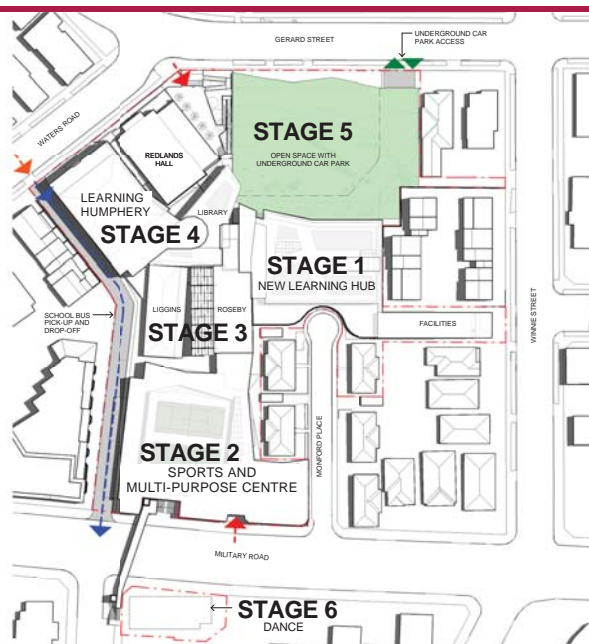 UNDERGROUND CAR
PARK ACCESS
GERARD STREET
WATERS ROAD
STAGE 5
OPEN SPACE WITH
UNDERGROUND CAR PARK
REDLANDS
HALL
LEARNING
HUMPHERY
LIBRARY
STAGE 4
STAGE 1
NEW LEARNING HUB
SCHOOL BUS
PICK-UP AND
DROP-OFF
LIGGINS
ROSEBY
STAGE 3
FACILITIES
WINNIE STREET
MONFORD PLACE
STAGE 2
SPORTS AND
MULTI-PURPOSE CENTRE
MILITARY ROAD
STAGE 6
DANCE